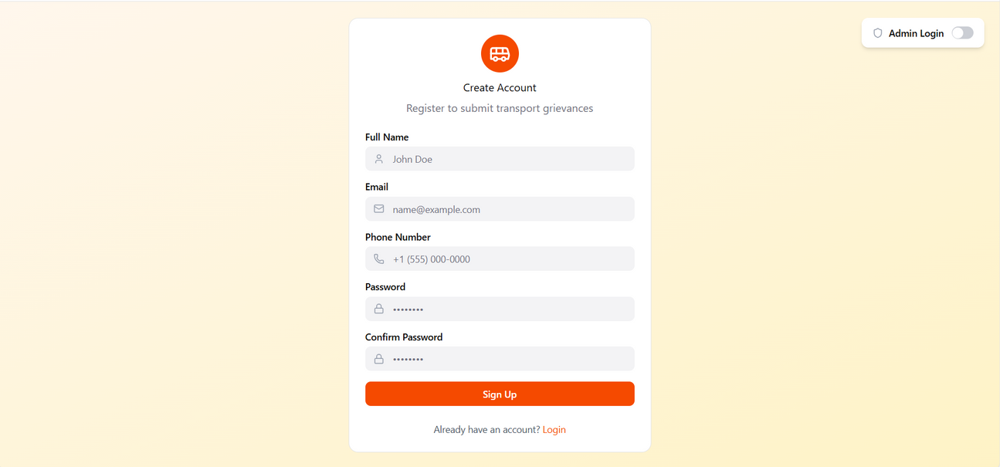 Admin Login
Create Account
Register to submit transport grievances
Full Name
John Doe
Email
name@example.com
Phone Number
+1 (555) 000-0000
Password
••••••••
Confirm Password
••••••••
Sign Up
Already have an account? Login